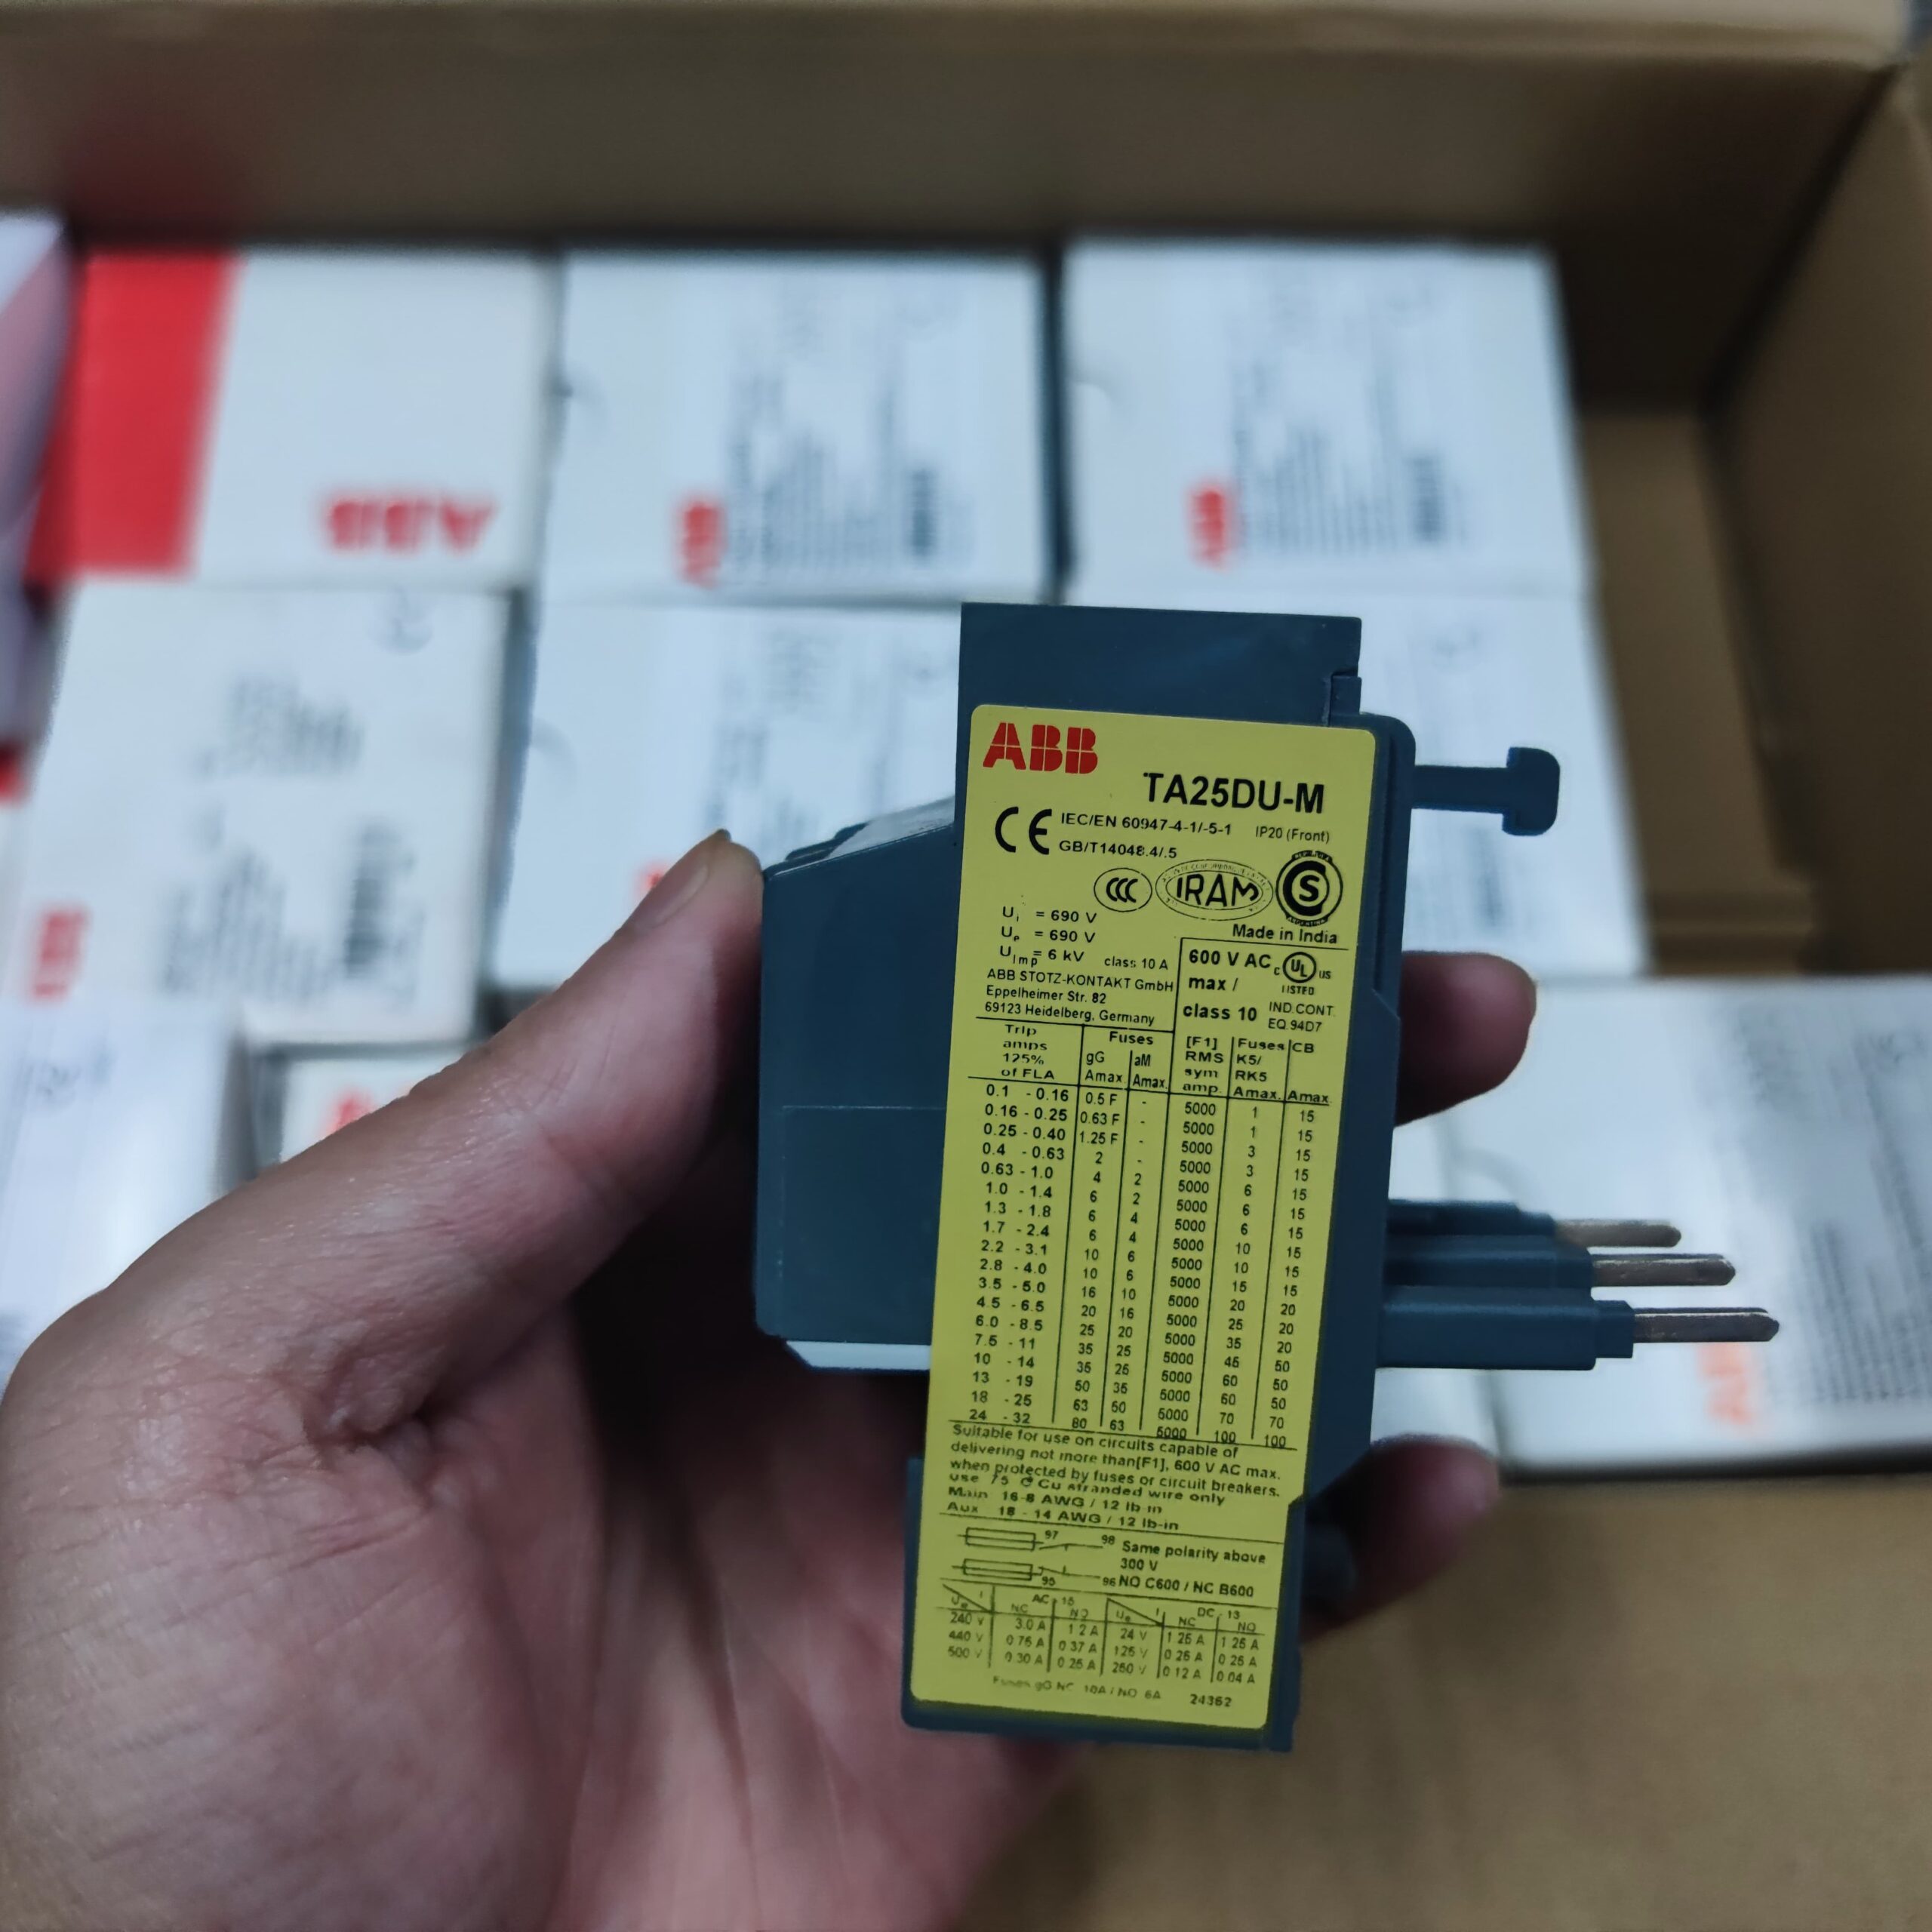 ABB
ABB
TA25DU-M
CE IEC/EN 60947-4-1/-5-1 IP20 (Front)
GB/T14048.4/.5
CCC IRAM S
Made in India
Ui = 690 V
Ue = 690 V
Uimp = 6 kV class 10 A
ABB STOTZ-KONTAKT GmbH
Eppelheimer Str. 82
69123 Heidelberg, Germany
600 V AC c UL us
max / LISTED
class 10 IND.CONT.
EQ 94D7
Trip amps 125% of FLA | Fuses gG Amax. | aM Amax. | [F1] RMS sym amp. | Fuses K5/ RK5 Amax. | CB Amax.
0.1 - 0.16 0.5 F - 5000 1 15
0.16 - 0.25 0.63 F - 5000 1 15
0.25 - 0.40 1.25 F - 5000 3 15
0.4 - 0.63 2 - 5000 3 15
0.63 - 1.0 4 2 5000 6 15
1.0 - 1.4 6 2 5000 6 15
1.3 - 1.8 6 4 5000 6 15
1.7 - 2.4 6 4 5000 10 15
2.2 - 3.1 10 6 5000 10 15
2.8 - 4.0 10 6 5000 15 15
3.5 - 5.0 16 10 5000 20 20
4.5 - 6.5 20 16 5000 25 20
6.0 - 8.5 25 20 5000 35 20
7.5 - 11 35 25 5000 45 50
10 - 14 35 25 5000 60 50
13 - 19 50 35 5000 60 50
18 - 25 63 50 5000 70 70
24 - 32 80 63 5000 100 100
Suitable for use on circuits capable of
delivering not more than[F1], 600 V AC max.
when protected by fuses or circuit breakers.
use 75 °C Cu stranded wire only
Main 16-8 AWG / 12 lb-in
Aux 18 - 14 AWG / 12 lb-in
97 98 Same polarity above
300 V
95 96 NO C600 / NC B600
Ue I AC - 15 NC NO Ue I DC - 13 NC NO
240 V 3.0 A 1.2 A 24 V 1.25 A 1.25 A
440 V 0.75 A 0.37 A 125 V 0.25 A 0.25 A
500 V 0.30 A 0.25 A 250 V 0.12 A 0.04 A
Fuses gG NC 10A / NO 6A 24362